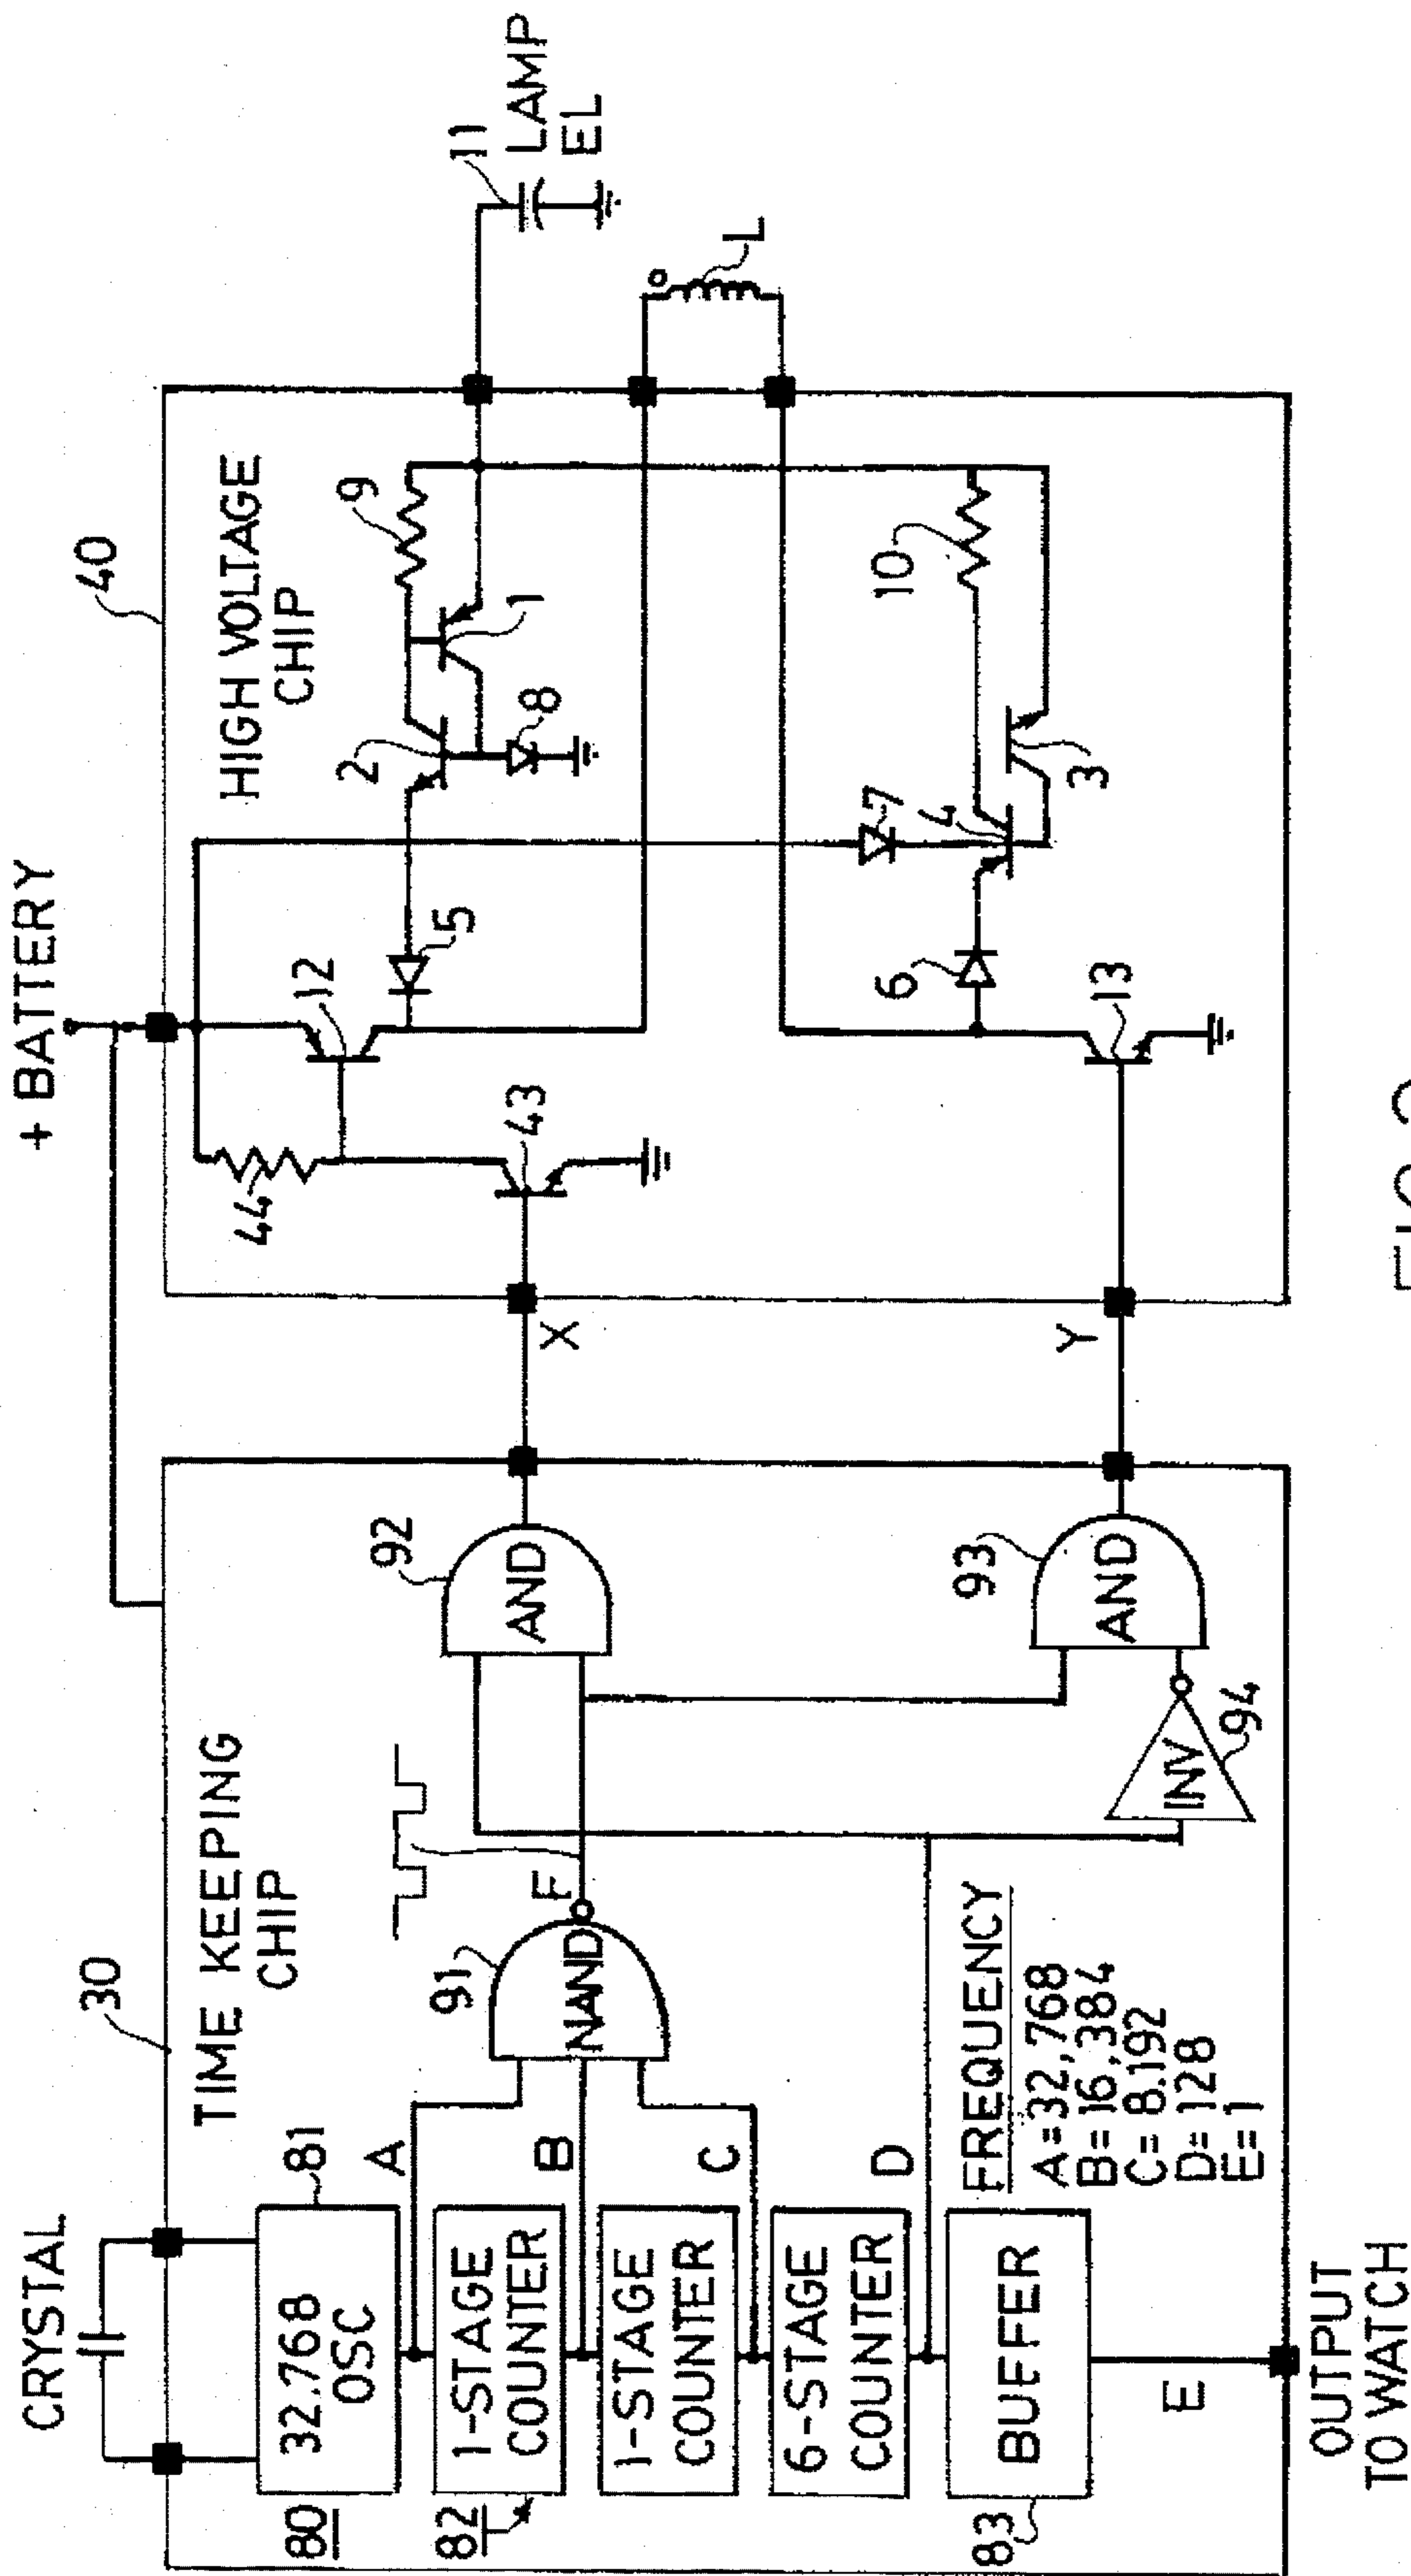 + BATTERY
CRYSTAL
30
40
TIME KEEPING
CHIP
HIGH VOLTAGE
CHIP
80
81
32.768
OSC
A
82
1-STAGE
COUNTER
B
1-STAGE
COUNTER
C
6-STAGE
COUNTER
D
83
BUFFER
E
OUTPUT
TO WATCH
91
NAND
F
92
AND
93
AND
INV
94
FREQUENCY
A=32,768
B=16,384
C=8.192
D=128
E=1
X
Y
44
43
12
5
2
8
1
9
7
4
3
6
10
13
11
LAMP
EL
L